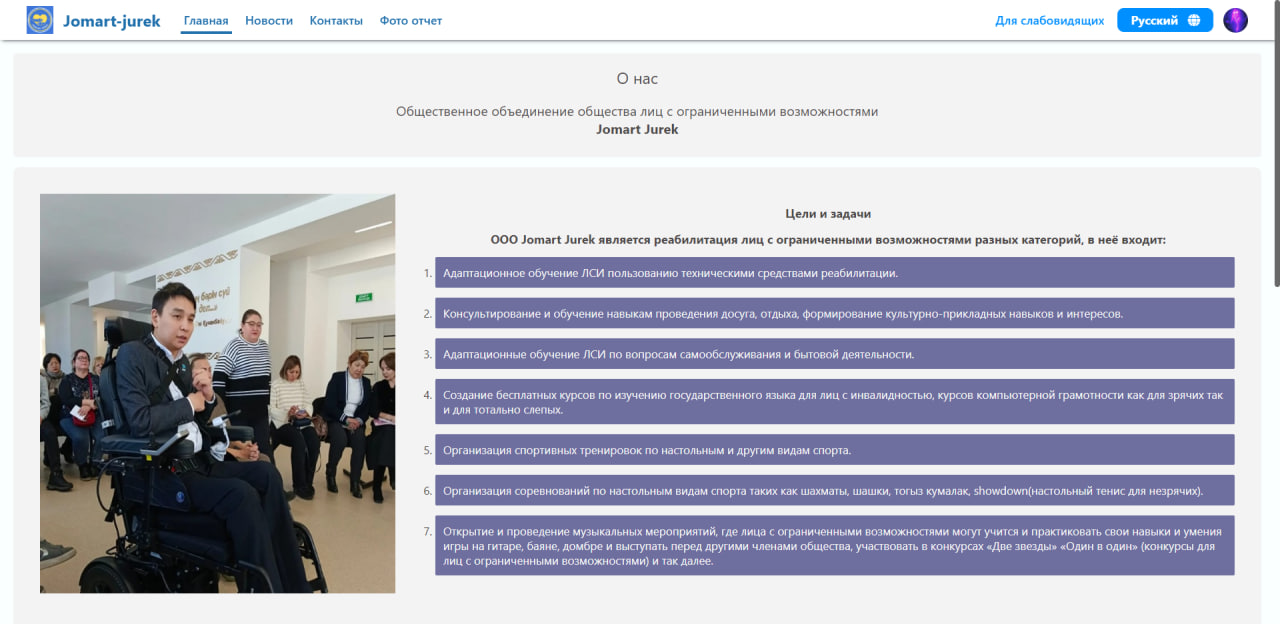 Jomart-jurek
Главная
Новости
Контакты
Фото отчет
Для слабовидящих
Русский
О нас
Общественное объединение общества лиц с ограниченными возможностями
Jomart Jurek
Цели и задачи
ООО Jomart Jurek является реабилитация лиц с ограниченными возможностями разных категорий, в неё входит:
1. Адаптационное обучение ЛСИ пользованию техническими средствами реабилитации.
2. Консультирование и обучение навыкам проведения досуга, отдыха, формирование культурно-прикладных навыков и интересов.
3. Адаптационные обучение ЛСИ по вопросам самообслуживания и бытовой деятельности.
4. Создание бесплатных курсов по изучению государственного языка для лиц с инвалидностью, курсов компьютерной грамотности как для зрячих так
и для тотально слепых.
5. Организация спортивных тренировок по настольным и другим видам спорта.
6. Организация соревнований по настольным видам спорта таких как шахматы, шашки, тогыз кумалак, showdown(настольный тенис для незрячих).
7. Открытие и проведение музыкальных мероприятий, где лица с ограниченными возможностями могут учится и практиковать свои навыки и умения
игры на гитаре, баяне, домбре и выступать перед другими членами общества, участвовать в конкурсах «Две звезды» «Один в один» (конкурсы для
лиц с ограниченными возможностями) и так далее.